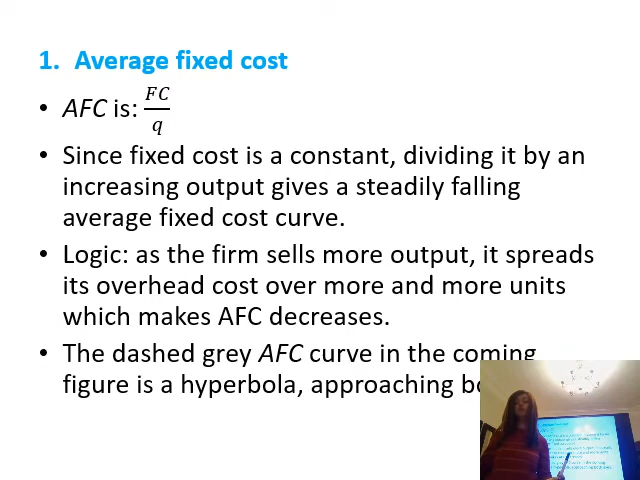 1. Average fixed cost
• AFC is: FC/q
• Since fixed cost is a constant, dividing it by an
increasing output gives a steadily falling
average fixed cost curve.
• Logic: as the firm sells more output, it spreads
its overhead cost over more and more units
which makes AFC decreases.
• The dashed grey AFC curve in the coming
figure is a hyperbola, approaching